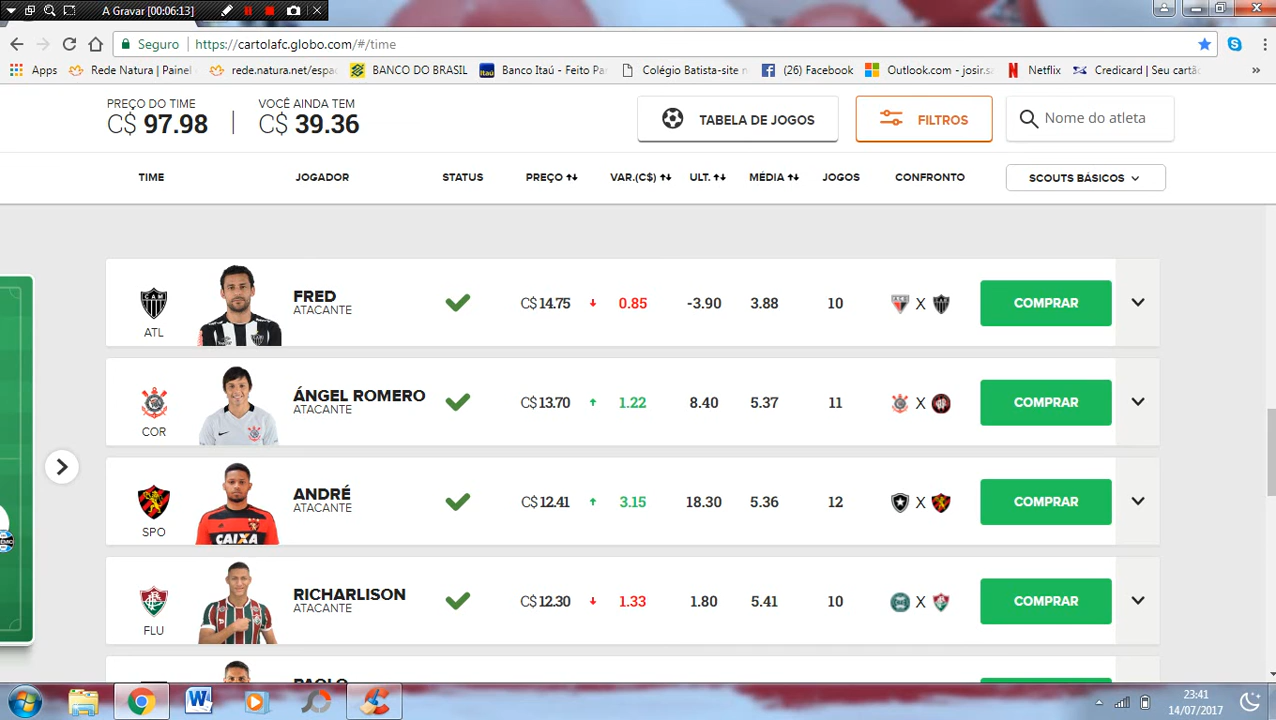 A Gravar [00:06:13]
Seguro | https://cartolafc.globo.com/#/time
Apps Rede Natura | Painel rede.natura.net/espa BANCO DO BRASIL Banco Itaú - Feito Pa Colégio Batista-site n (26) Facebook Outlook.com - josir.s Netflix Credicard | Seu cartã »
PREÇO DO TIME
C$ 97.98
VOCÊ AINDA TEM
C$ 39.36
TABELA DE JOGOS
FILTROS
Nome do atleta
TIME JOGADOR STATUS PREÇO VAR.(C$) ULT. MÉDIA JOGOS CONFRONTO SCOUTS BÁSICOS
ATL
FRED
ATACANTE
C$ 14.75 0.85 -3.90 3.88 10 X COMPRAR
COR
ÁNGEL ROMERO
ATACANTE
C$ 13.70 1.22 8.40 5.37 11 X COMPRAR
SPO
ANDRÉ
ATACANTE
CAIXA
C$ 12.41 3.15 18.30 5.36 12 X COMPRAR
FLU
RICHARLISON
ATACANTE
C$ 12.30 1.33 1.80 5.41 10 X COMPRAR
PAOLO
23:41
14/07/2017